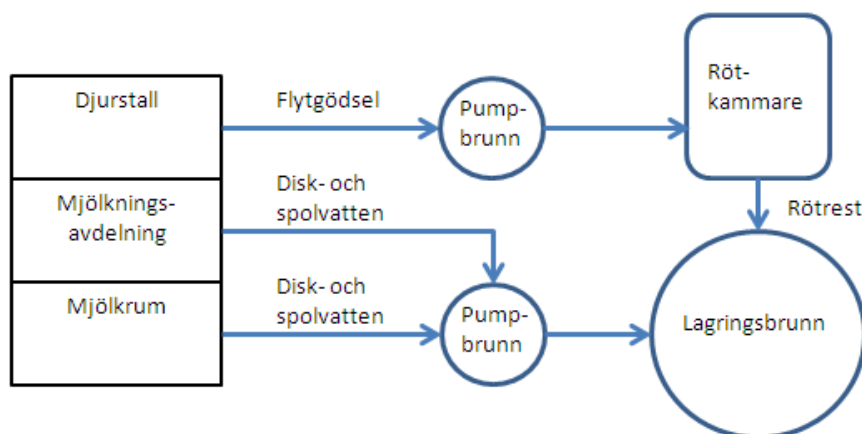 Djurstall
Flytgödsel
Pump-
brunn
Röt-
kammare
Mjölknings-
avdelning
Disk- och
spolvatten
Rötrest
Mjölkrum
Disk- och
spolvatten
Pump-
brunn
Lagringsbrunn